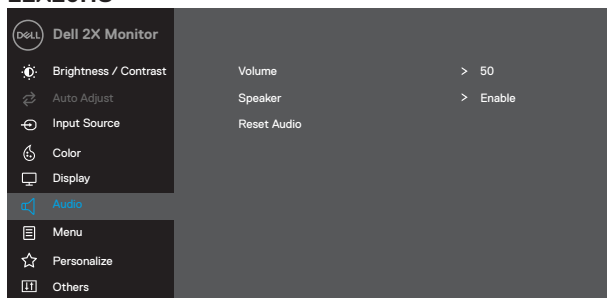 DELL Dell 2X Monitor
Brightness / Contrast Volume > 50
Auto Adjust Speaker > Enable
Input Source Reset Audio
Color
Display
Audio
Menu
Personalize
Others